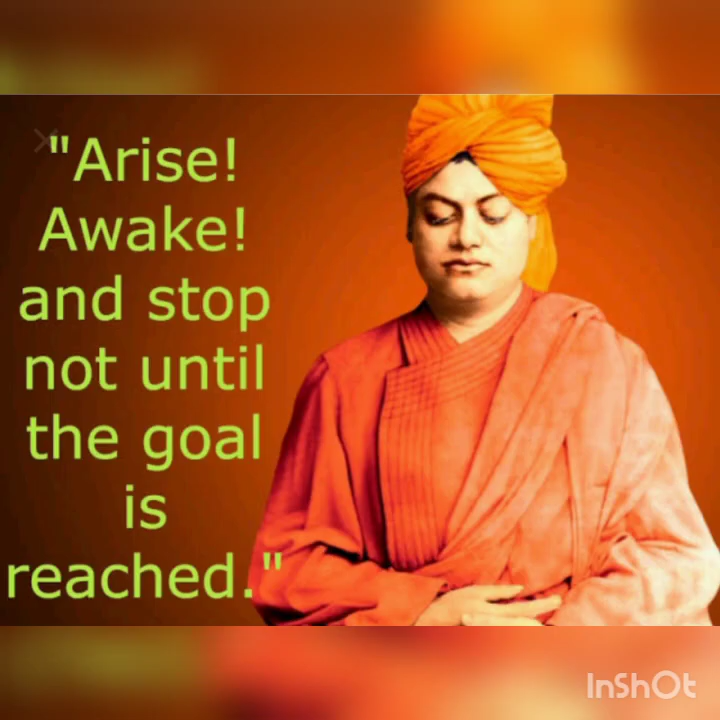 "Arise!
Awake!
and stop
not until
the goal
is
reached."
InShOt